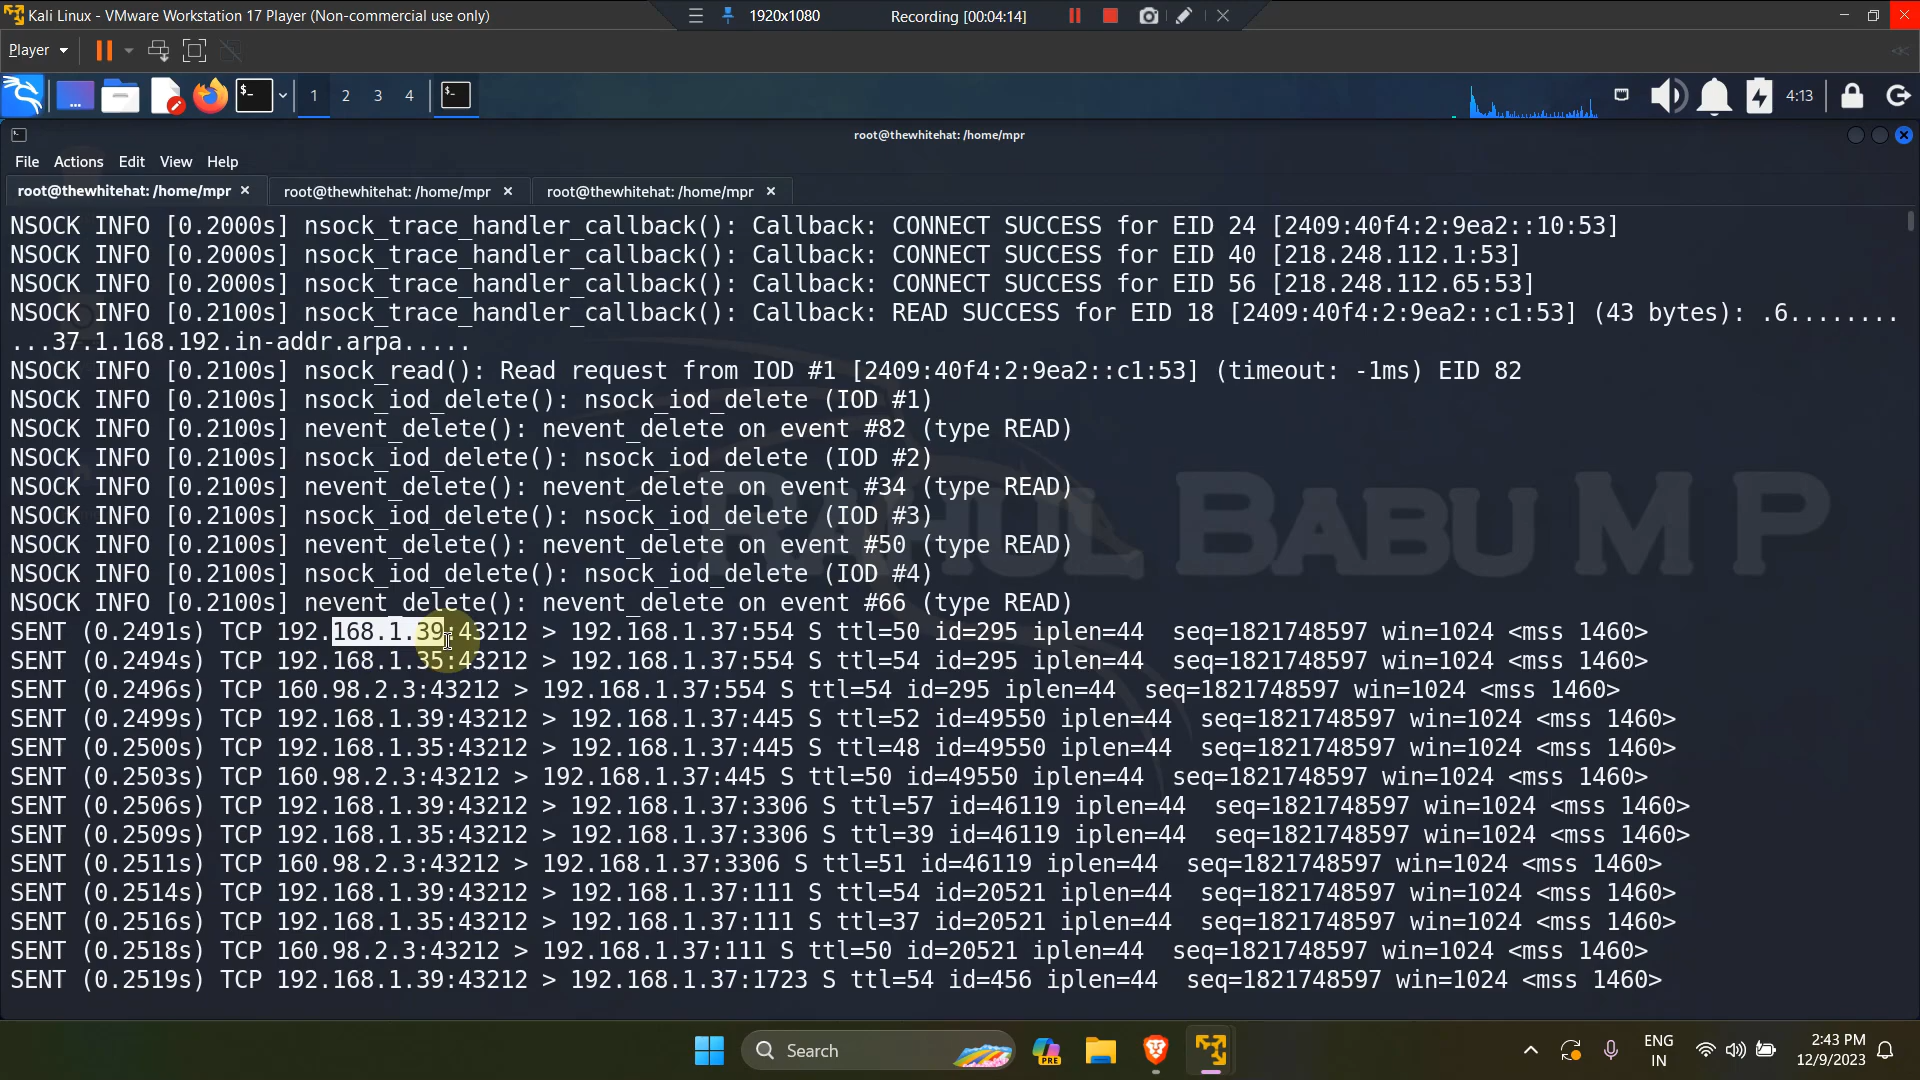 Kali Linux - VMware Workstation 17 Player (Non-commercial use only)
1920x1080
Recording [00:04:14]
Player
1 2 3 4
4:13
root@thewhitehat: /home/mpr
File Actions Edit View Help
root@thewhitehat: /home/mpr × root@thewhitehat: /home/mpr × root@thewhitehat: /home/mpr ×
NSOCK INFO [0.2000s] nsock_trace_handler_callback(): Callback: CONNECT SUCCESS for EID 24 [2409:40f4:2:9ea2::10:53]
NSOCK INFO [0.2000s] nsock_trace_handler_callback(): Callback: CONNECT SUCCESS for EID 40 [218.248.112.1:53]
NSOCK INFO [0.2000s] nsock_trace_handler_callback(): Callback: CONNECT SUCCESS for EID 56 [218.248.112.65:53]
NSOCK INFO [0.2100s] nsock_trace_handler_callback(): Callback: READ SUCCESS for EID 18 [2409:40f4:2:9ea2::c1:53] (43 bytes): .6........
...37.1.168.192.in-addr.arpa.....
NSOCK INFO [0.2100s] nsock_read(): Read request from IOD #1 [2409:40f4:2:9ea2::c1:53] (timeout: -1ms) EID 82
NSOCK INFO [0.2100s] nsock_iod_delete(): nsock_iod_delete (IOD #1)
NSOCK INFO [0.2100s] nevent_delete(): nevent_delete on event #82 (type READ)
NSOCK INFO [0.2100s] nsock_iod_delete(): nsock_iod_delete (IOD #2)
NSOCK INFO [0.2100s] nevent_delete(): nevent_delete on event #34 (type READ)
NSOCK INFO [0.2100s] nsock_iod_delete(): nsock_iod_delete (IOD #3)
NSOCK INFO [0.2100s] nevent_delete(): nevent_delete on event #50 (type READ)
NSOCK INFO [0.2100s] nsock_iod_delete(): nsock_iod_delete (IOD #4)
NSOCK INFO [0.2100s] nevent_delete(): nevent_delete on event #66 (type READ)
RAHUL BABU M P
SENT (0.2491s) TCP 192.168.1.39:43212 > 192.168.1.37:554 S ttl=50 id=295 iplen=44 seq=1821748597 win=1024 <mss 1460>
SENT (0.2494s) TCP 192.168.1.35:43212 > 192.168.1.37:554 S ttl=54 id=295 iplen=44 seq=1821748597 win=1024 <mss 1460>
SENT (0.2496s) TCP 160.98.2.3:43212 > 192.168.1.37:554 S ttl=54 id=295 iplen=44 seq=1821748597 win=1024 <mss 1460>
SENT (0.2499s) TCP 192.168.1.39:43212 > 192.168.1.37:445 S ttl=52 id=49550 iplen=44 seq=1821748597 win=1024 <mss 1460>
SENT (0.2500s) TCP 192.168.1.35:43212 > 192.168.1.37:445 S ttl=48 id=49550 iplen=44 seq=1821748597 win=1024 <mss 1460>
SENT (0.2503s) TCP 160.98.2.3:43212 > 192.168.1.37:445 S ttl=50 id=49550 iplen=44 seq=1821748597 win=1024 <mss 1460>
SENT (0.2506s) TCP 192.168.1.39:43212 > 192.168.1.37:3306 S ttl=57 id=46119 iplen=44 seq=1821748597 win=1024 <mss 1460>
SENT (0.2509s) TCP 192.168.1.35:43212 > 192.168.1.37:3306 S ttl=39 id=46119 iplen=44 seq=1821748597 win=1024 <mss 1460>
SENT (0.2511s) TCP 160.98.2.3:43212 > 192.168.1.37:3306 S ttl=51 id=46119 iplen=44 seq=1821748597 win=1024 <mss 1460>
SENT (0.2514s) TCP 192.168.1.39:43212 > 192.168.1.37:111 S ttl=54 id=20521 iplen=44 seq=1821748597 win=1024 <mss 1460>
SENT (0.2516s) TCP 192.168.1.35:43212 > 192.168.1.37:111 S ttl=37 id=20521 iplen=44 seq=1821748597 win=1024 <mss 1460>
SENT (0.2518s) TCP 160.98.2.3:43212 > 192.168.1.37:111 S ttl=50 id=20521 iplen=44 seq=1821748597 win=1024 <mss 1460>
SENT (0.2519s) TCP 192.168.1.39:43212 > 192.168.1.37:1723 S ttl=54 id=456 iplen=44 seq=1821748597 win=1024 <mss 1460>
Search
PRE
ENG
IN
2:43 PM
12/9/2023